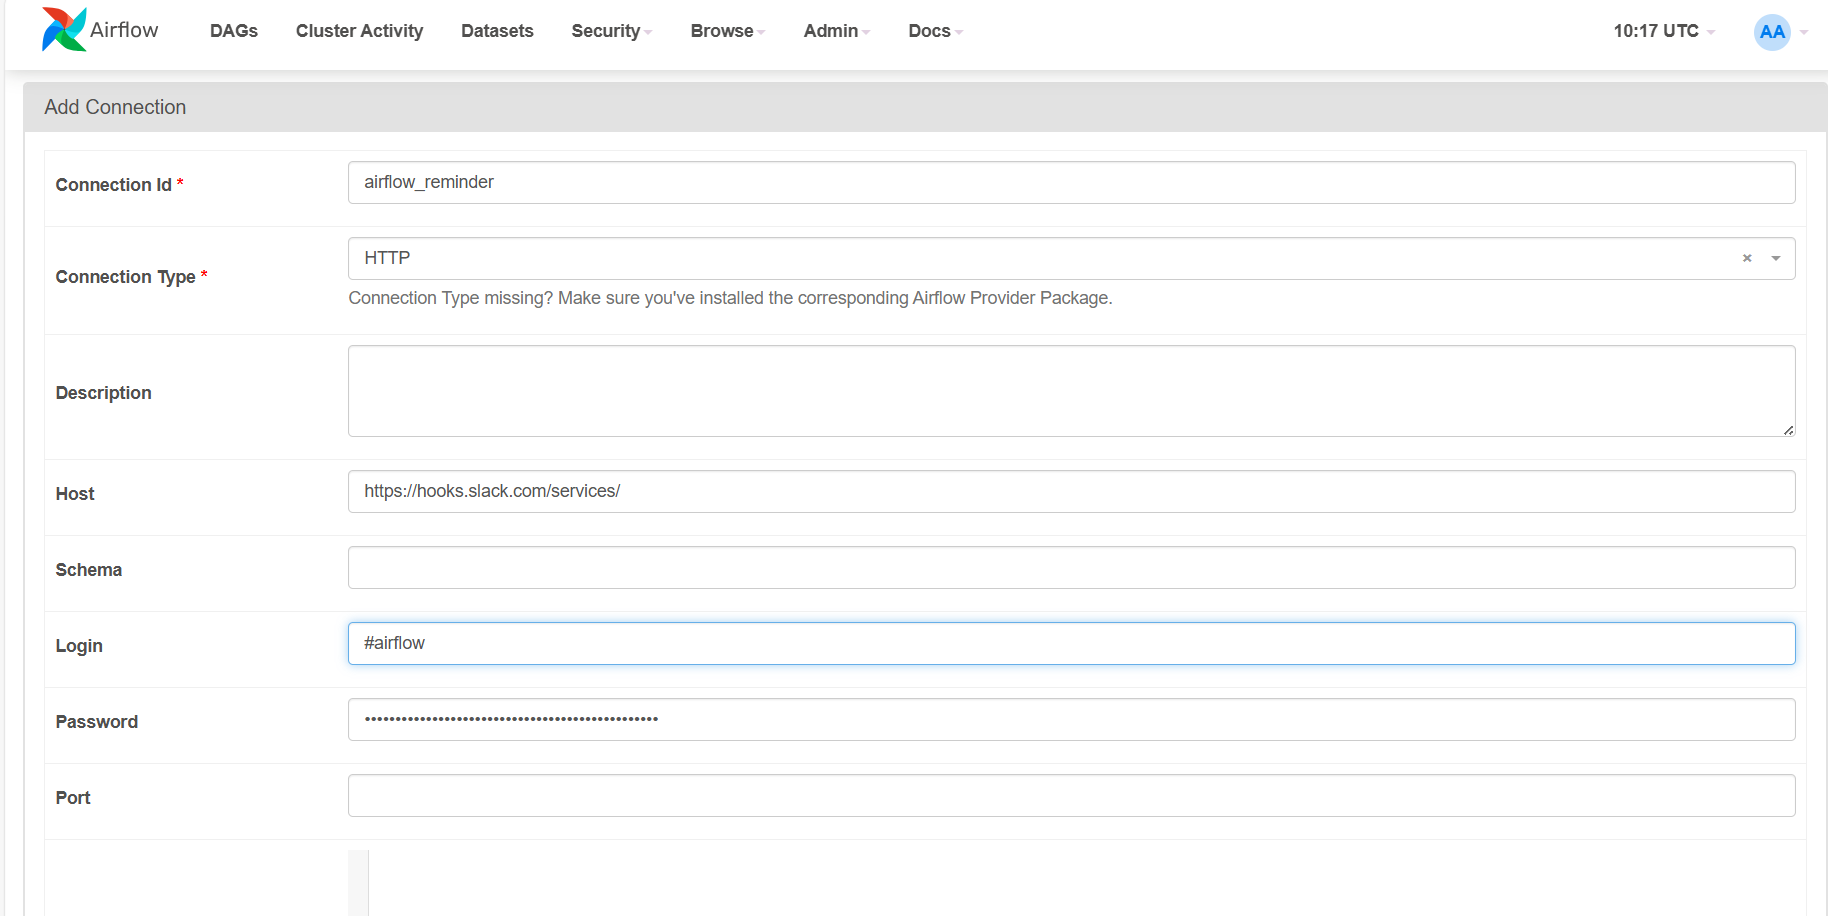 Airflow DAGs Cluster Activity Datasets Security Browse Admin Docs 10:17 UTC AA
Add Connection
Connection Id * airflow_reminder
Connection Type * HTTP × 
Connection Type missing? Make sure you've installed the corresponding Airflow Provider Package.
Description
Host https://hooks.slack.com/services/
Schema
Login #airflow
Password ••••••••••••••••••••••••••••••••••••••••••••••••
Port